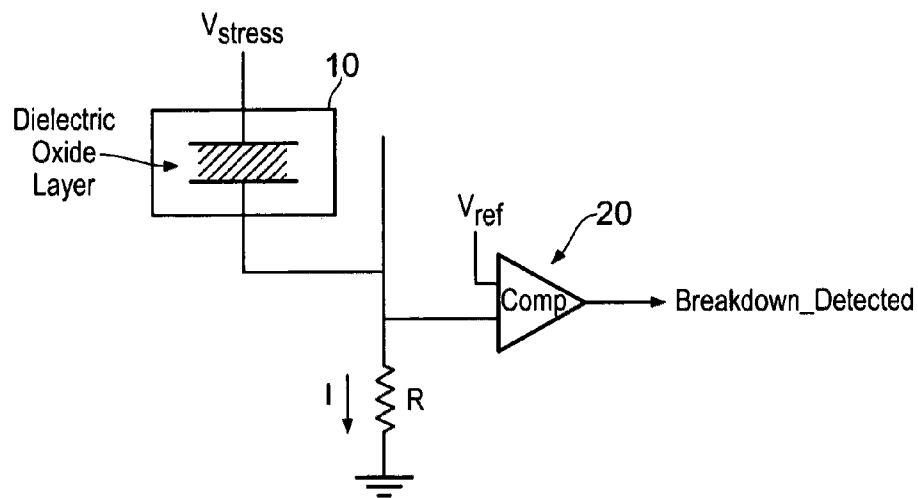 Vstress
10
Dielectric
Oxide
Layer
Vref
20
Comp
Breakdown_Detected
I
R